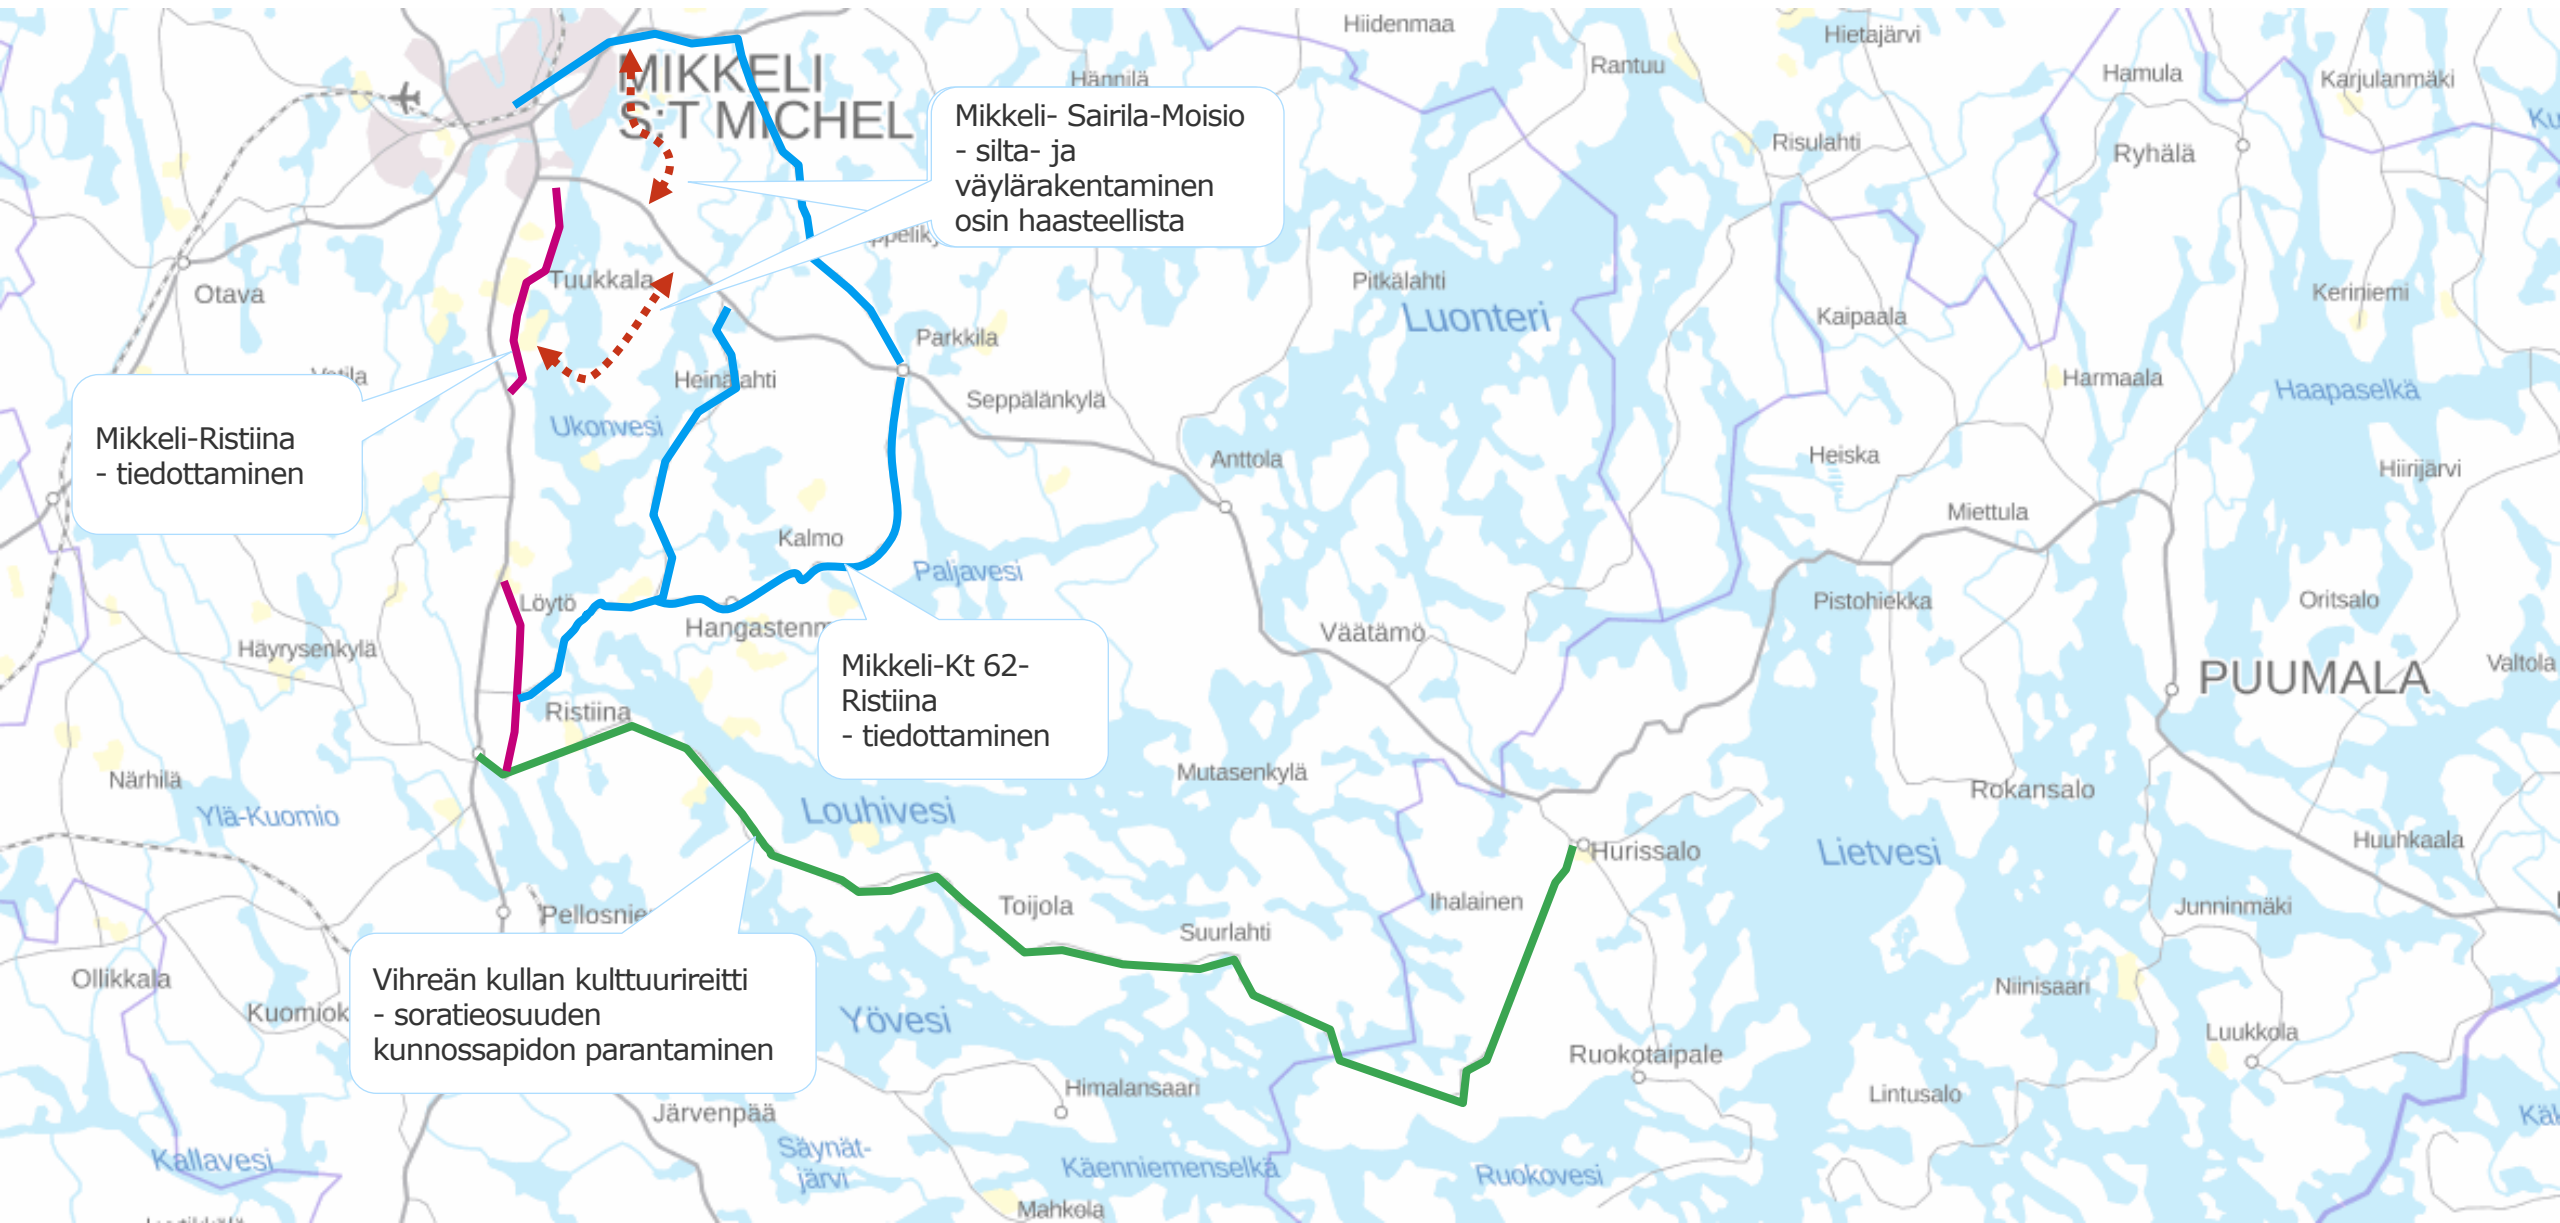 Hiidenmaa
Hietajärvi
Rantuu
Hännilä
Hamula
Karjulanmäki
MIKKELI
S:T MICHEL
Mikkeli- Sairila-Moisio
- silta- ja
väylärakentaminen
osin haasteellista
Risulahti
Ryhälä
Otava
Tuukkala
Pitkälahti
Luonteri
Kaipaala
Keriniemi
Parkkila
Heinälahti
Seppälänkylä
Harmaala
Haapaselkä
Ukonvesi
Mikkeli-Ristiina
- tiedottaminen
Anttola
Heiska
Hiirijärvi
Miettula
Kalmo
Paljavesi
Löytö
Pistohiekka
Oritsalo
Häyrysenkylä
Väätämö
Valtola
PUUMALA
Mikkeli-Kt 62-
Ristiina
- tiedottaminen
Ristiina
Närhilä
Ylä-Kuomio
Louhivesi
Mutasenkylä
Rokansalo
Hurissalo
Lietvesi
Huuhkaala
Toijola
Ihalainen
Suurlahti
Junninmäki
Ollikkala
Vihreän kullan kulttuurireitti
- soratieosuuden
kunnossapidon parantaminen
Yövesi
Niinisaari
Luukkola
Ruokotaipale
Himalansaari
Lintusalo
Järvenpää
Kallavesi
Säynät-
järvi
Käenniemenselkä
Ruokovesi
Mahkola